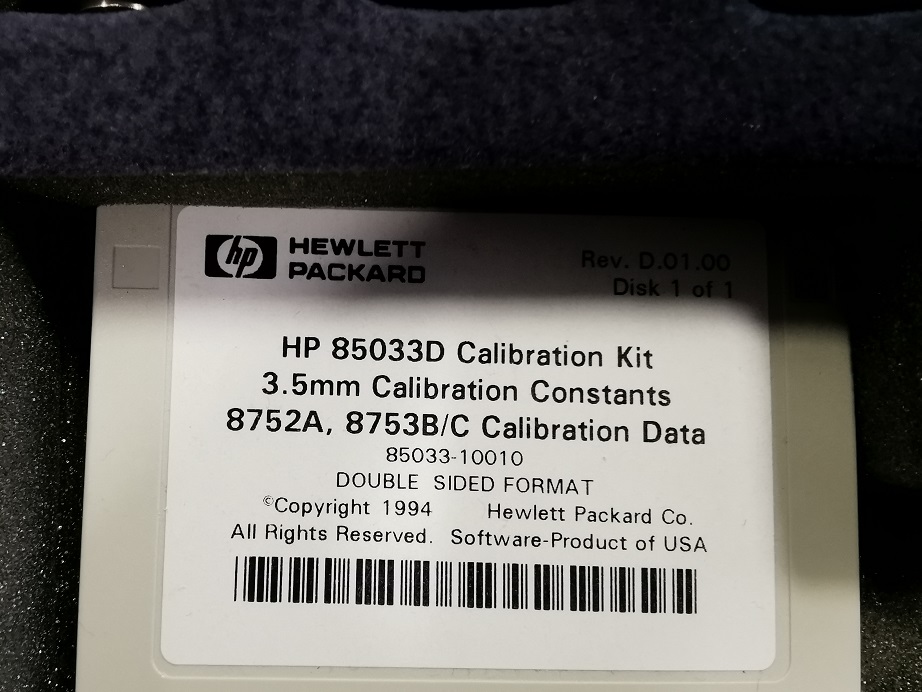 hp HEWLETT
PACKARD
Rev. D.01.00
Disk 1 of 1
HP 85033D Calibration Kit
3.5mm Calibration Constants
8752A, 8753B/C Calibration Data
85033-10010
DOUBLE SIDED FORMAT
©Copyright 1994 Hewlett Packard Co.
All Rights Reserved. Software-Product of USA